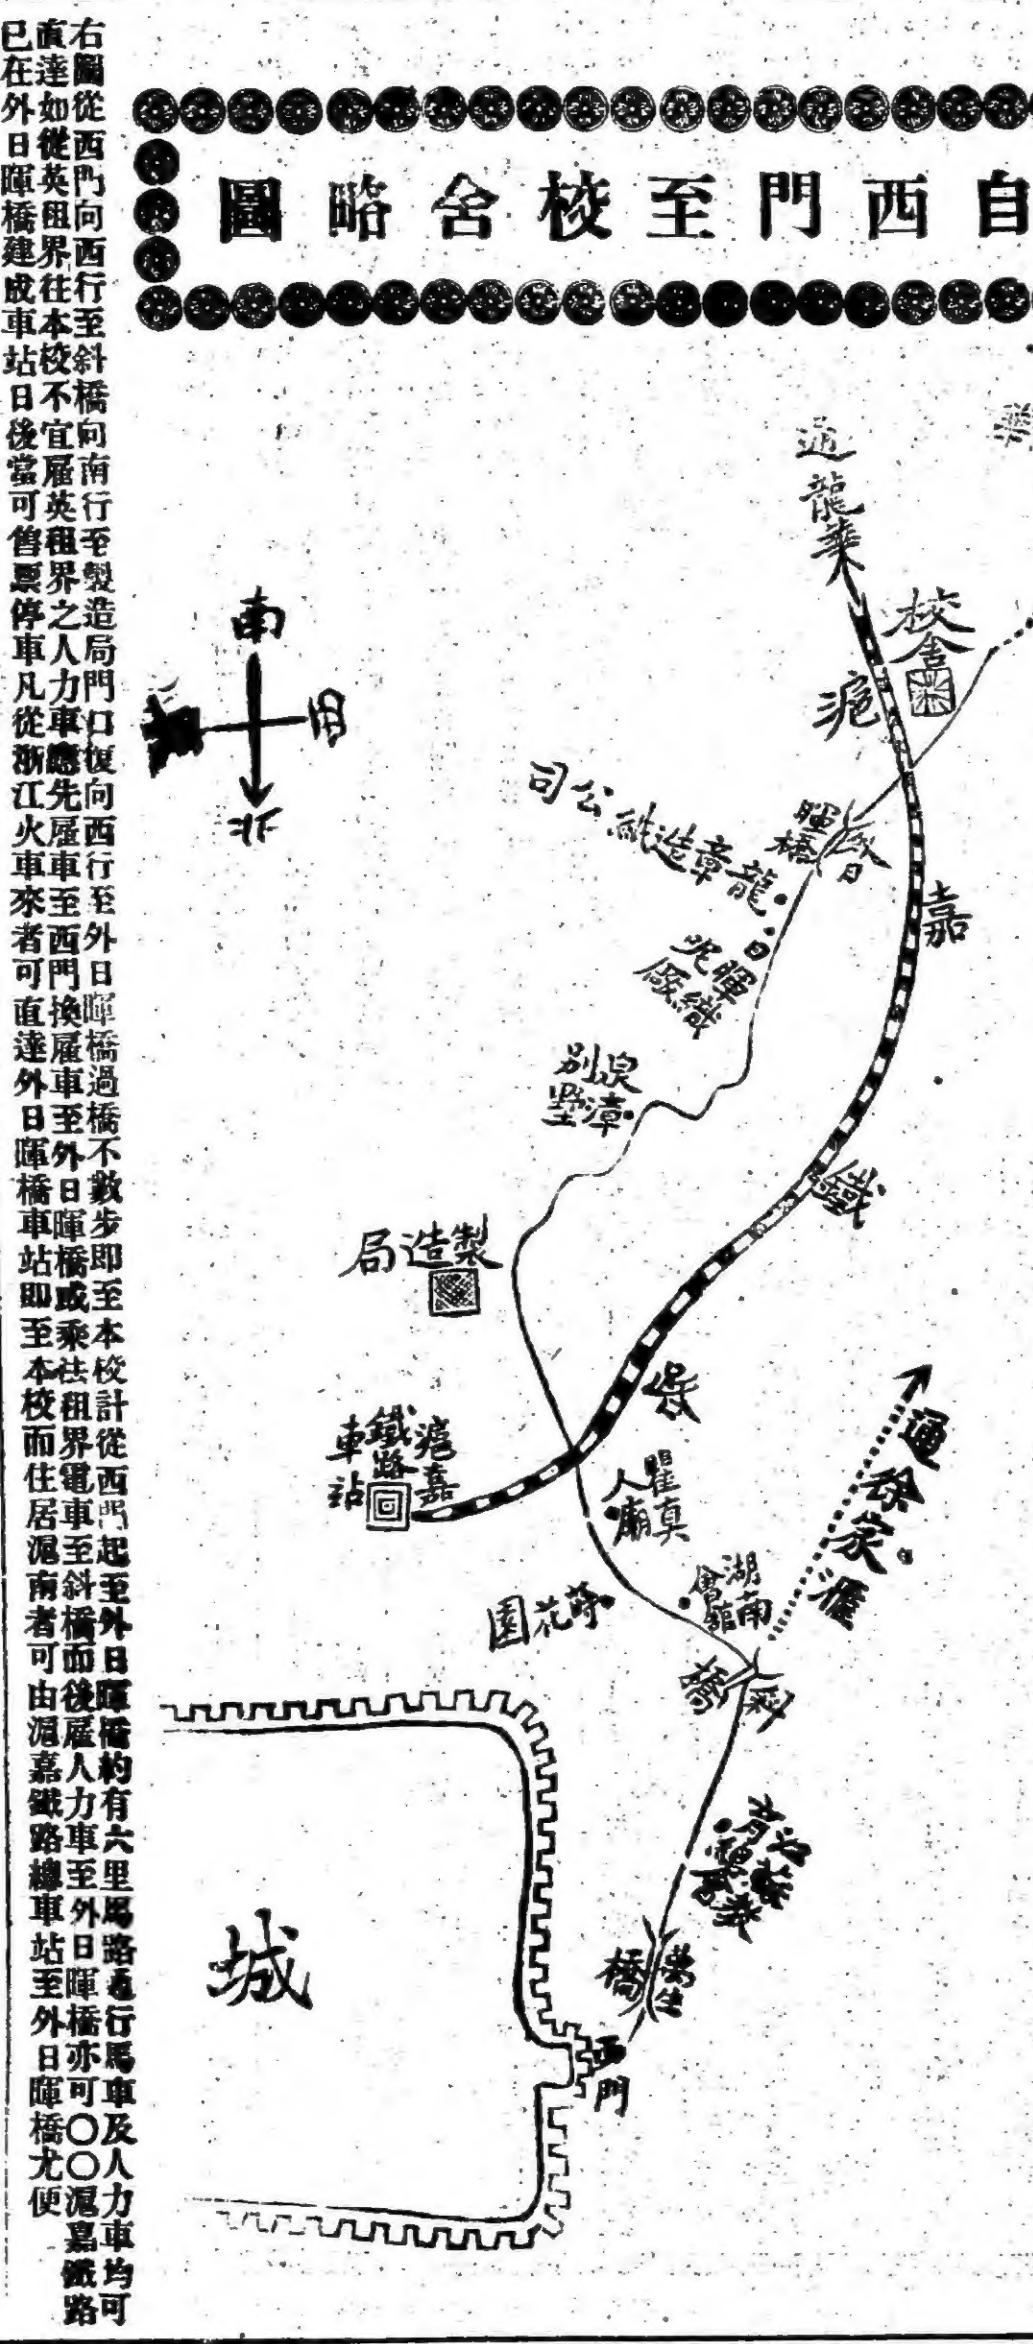 自西門至校舍略圖
右圖從西門向西行至斜橋向南行至製造局門口復向西行至外日暉橋過橋不數步即至本校計從西門起至外日暉橋約有六里馬路通行馬車及人力車均可
直達如從英租界往本校不宜雇英租界之人力車應先雇車至西門換雇車至外日暉橋或乘法租界電車至斜橋而後雇人力車至外日暉橋亦可〇〇滬嘉鐵路
已在外日暉橋建成車站日後當可售票停車凡從浙江火車來者可直達外日暉橋車站即至本校而住居滬南者可由滬嘉鐵路總車站至外日暉橋尤便
龍華
校舍
滬
嘉
鐵
路
南
西
北
龍章造紙公司
外日暉橋
日暉織呢廠
泉漳別墅
製造局
滬嘉鐵路車站
瞿真人廟
湖南會館
花園
斜橋
通徐家滙
江蘇教育總會
萬生橋
西門
城